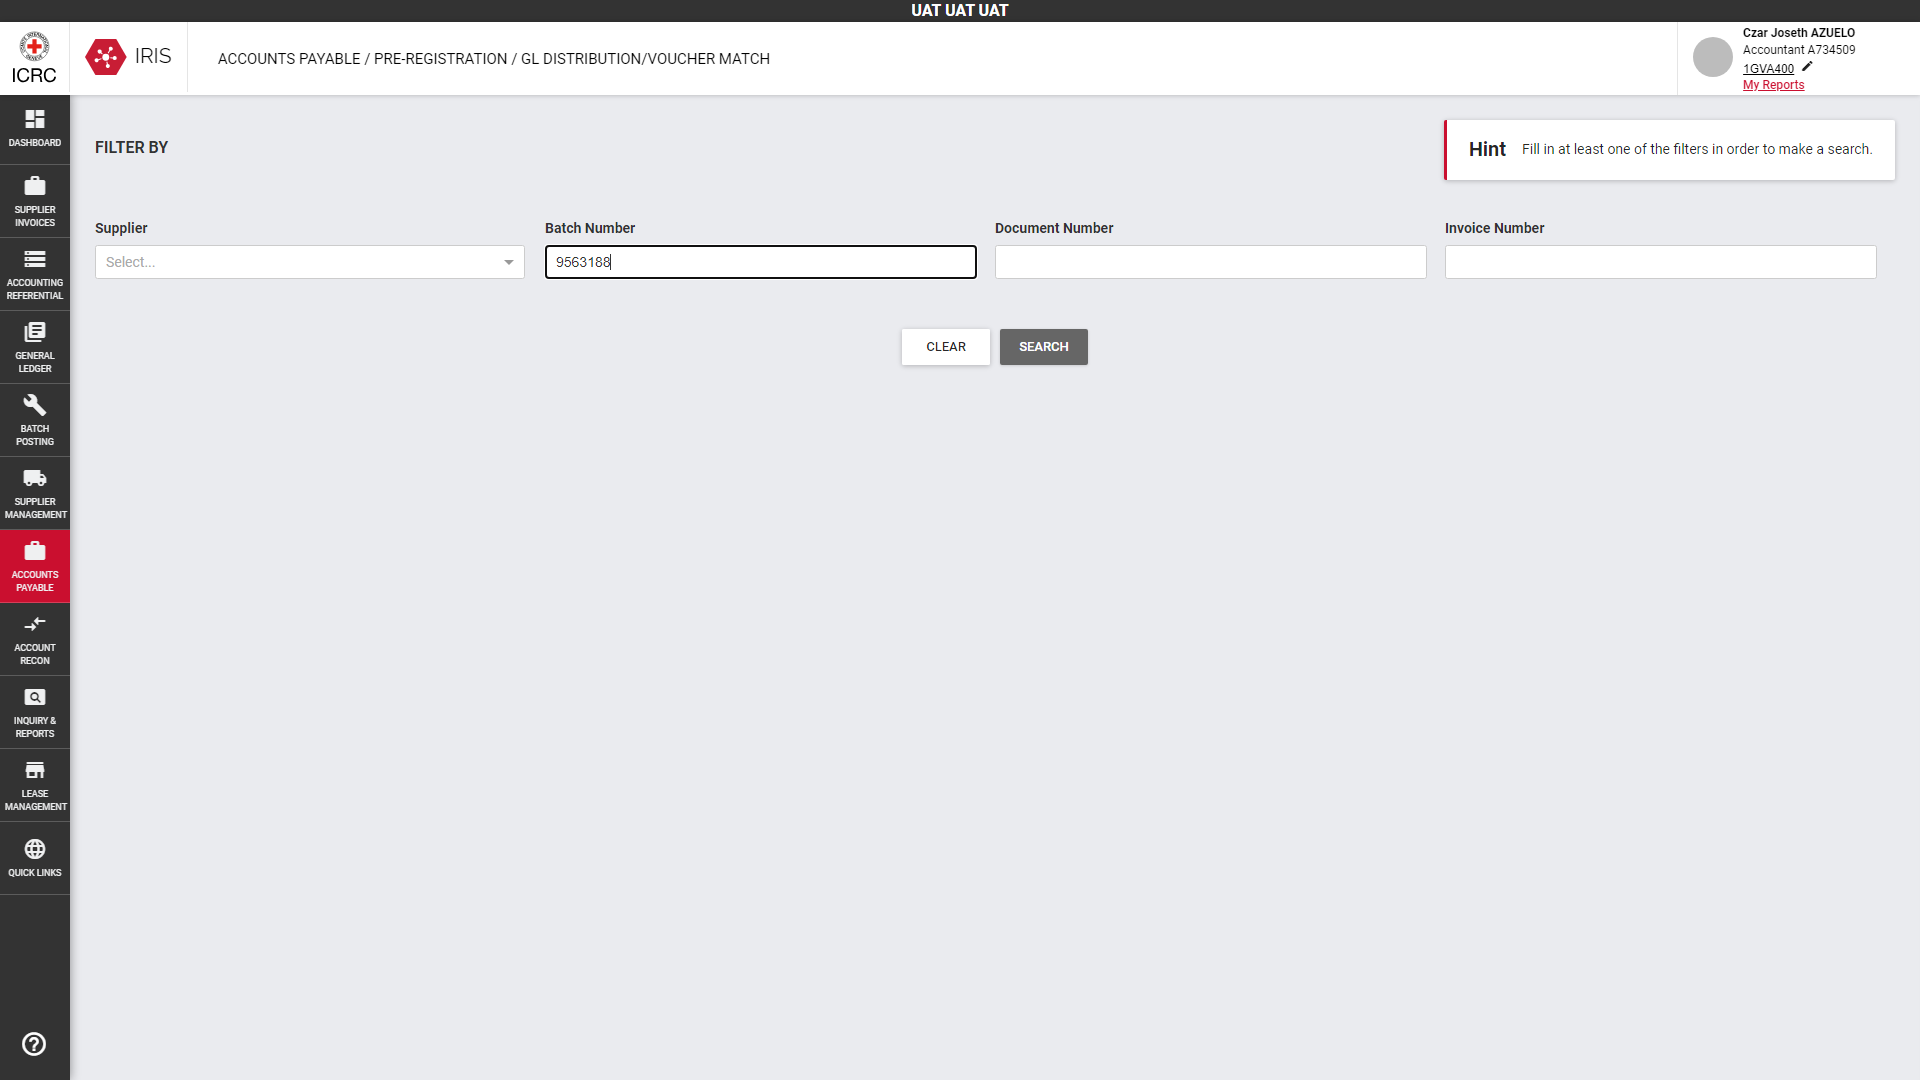 UAT UAT UAT
ICRC
IRIS
ACCOUNTS PAYABLE / PRE-REGISTRATION / GL DISTRIBUTION/VOUCHER MATCH
Czar Joseth AZUELO
Accountant A734509
1GVA400
My Reports
DASHBOARD
SUPPLIER
INVOICES
ACCOUNTING
REFERENTIAL
GENERAL
LEDGER
BATCH
POSTING
SUPPLIER
MANAGEMENT
ACCOUNTS
PAYABLE
ACCOUNT
RECON
INQUIRY &
REPORTS
LEASE
MANAGEMENT
QUICK LINKS
FILTER BY
Hint Fill in at least one of the filters in order to make a search.
Supplier
Select...
Batch Number
9563188
Document Number
Invoice Number
CLEAR
SEARCH